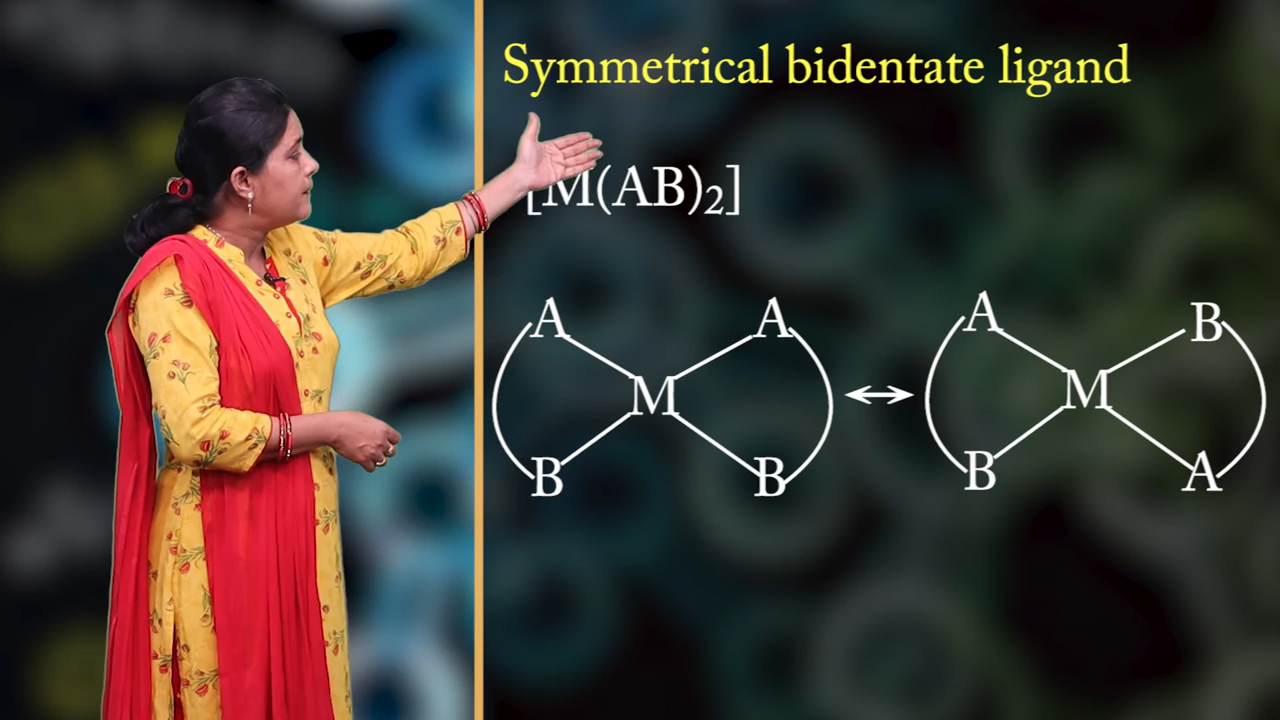 Symmetrical bidentate ligand
[M(AB)₂]
A A A B
M ↔ M
B B B A